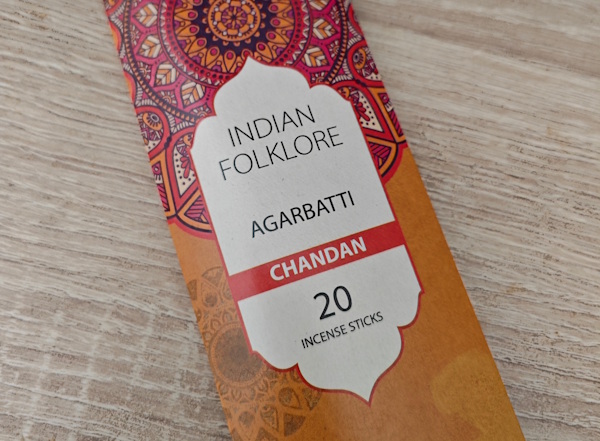 INDIAN
FOLKLORE
AGARBATTI
CHANDAN
20
INCENSE STICKS